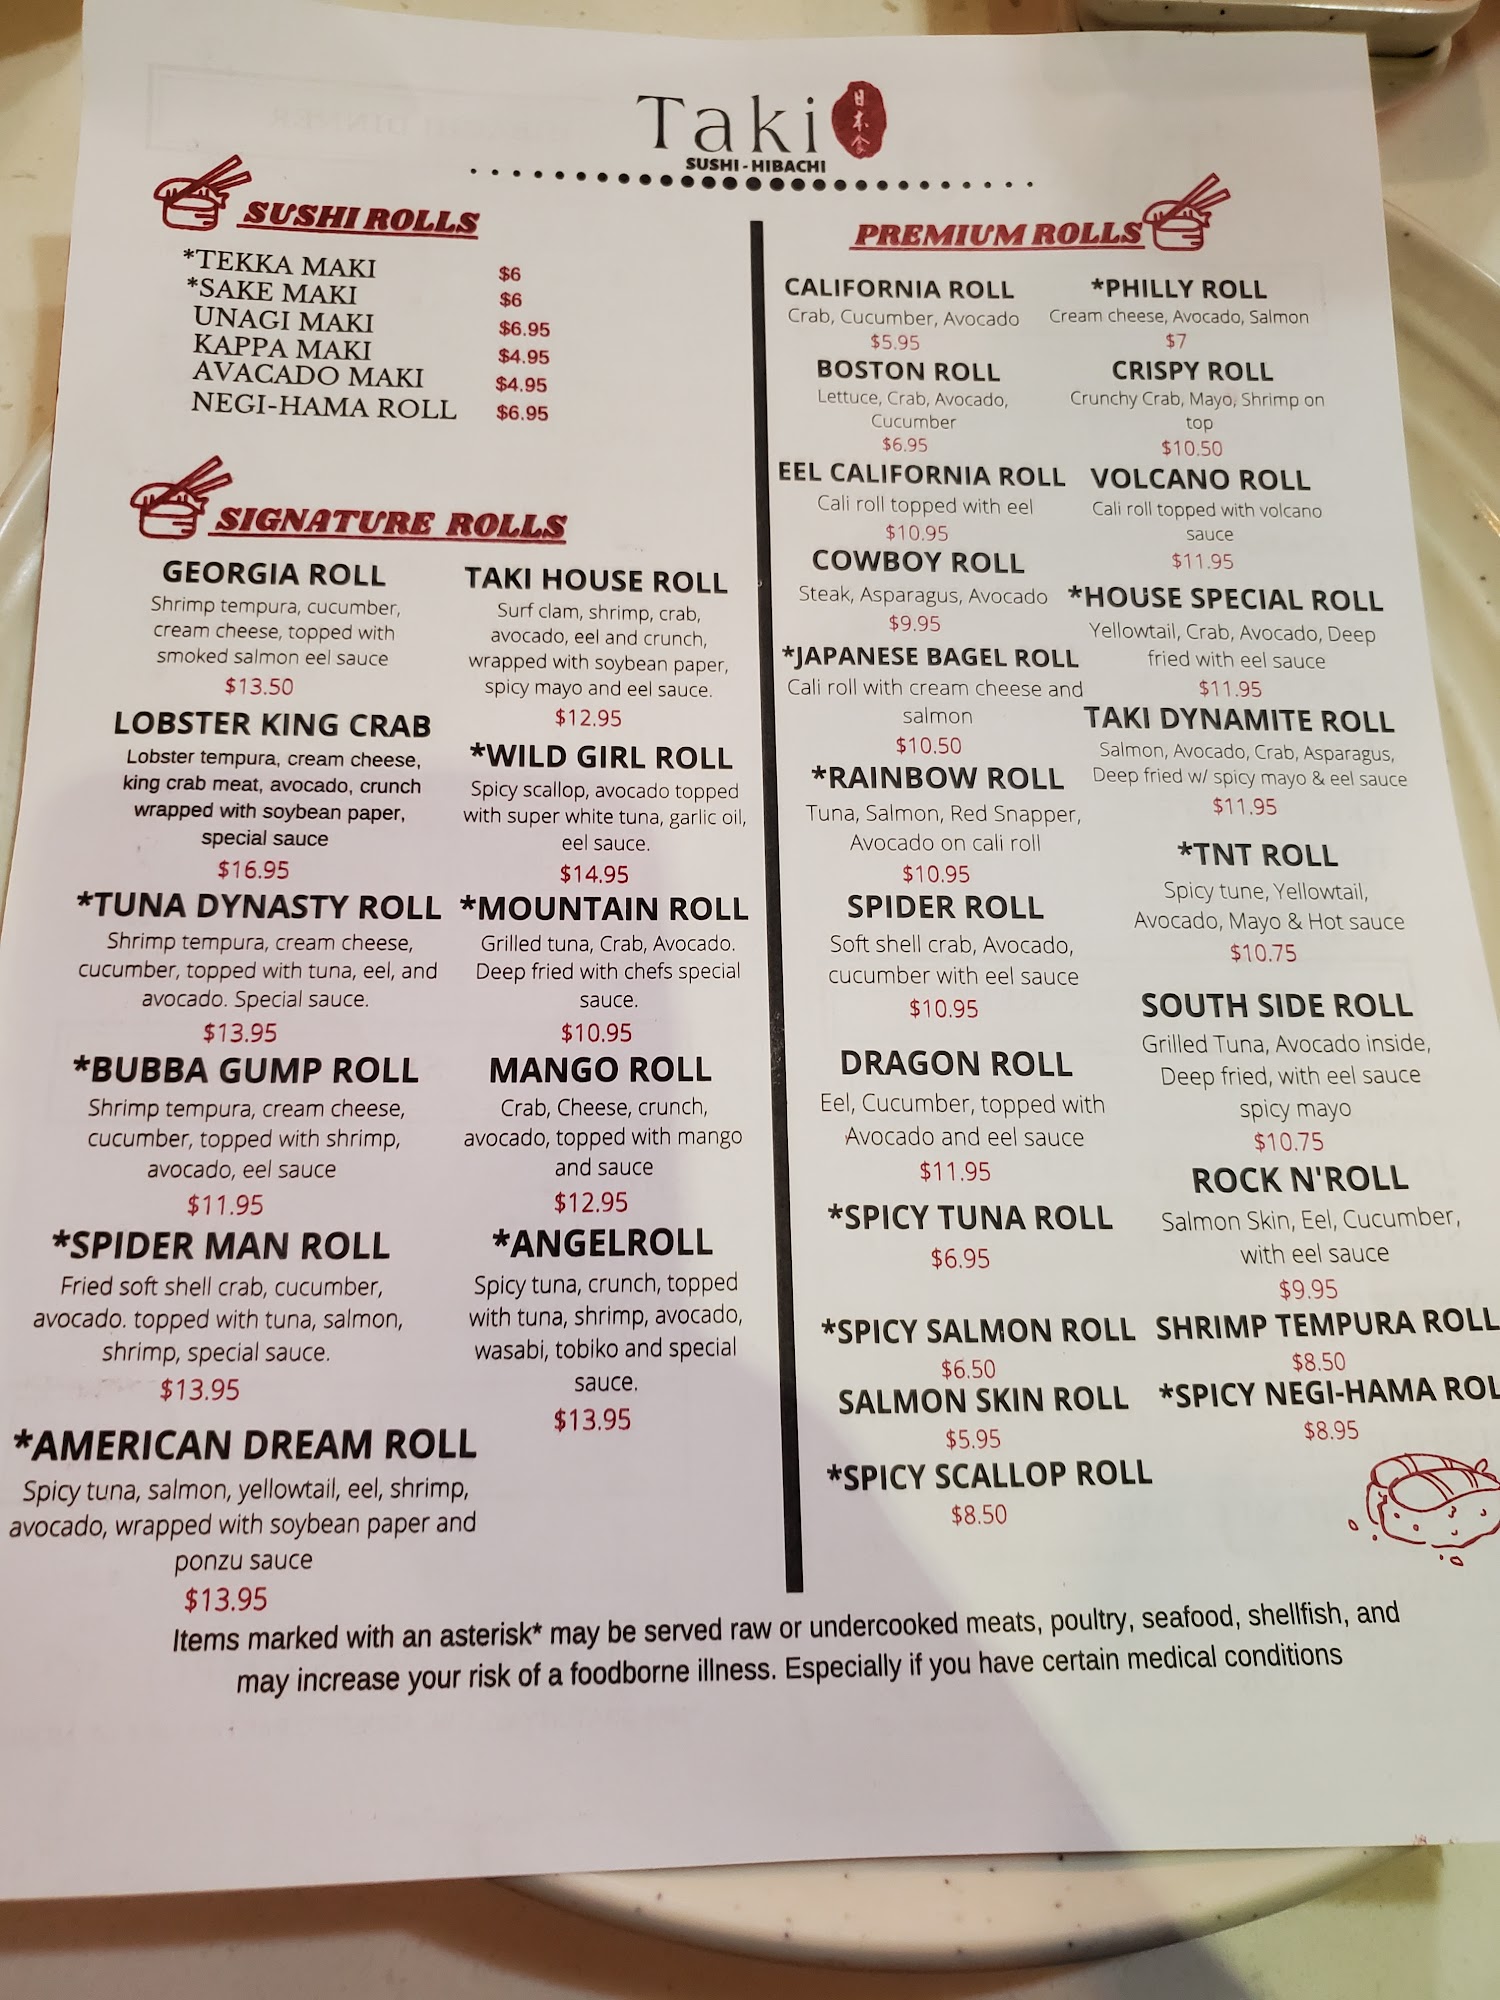 Taki
日本食
SUSHI - HIBACHI
SUSHI ROLLS
*TEKKA MAKI $6
*SAKE MAKI $6
UNAGI MAKI $6.95
KAPPA MAKI $4.95
AVACADO MAKI $4.95
NEGI-HAMA ROLL $6.95
SIGNATURE ROLLS
GEORGIA ROLL
Shrimp tempura, cucumber,
cream cheese, topped with
smoked salmon eel sauce
$13.50
LOBSTER KING CRAB
Lobster tempura, cream cheese,
king crab meat, avocado, crunch
wrapped with soybean paper,
special sauce
$16.95
*TUNA DYNASTY ROLL
Shrimp tempura, cream cheese,
cucumber, topped with tuna, eel, and
avocado. Special sauce.
$13.95
*BUBBA GUMP ROLL
Shrimp tempura, cream cheese,
cucumber, topped with shrimp,
avocado, eel sauce
$11.95
*SPIDER MAN ROLL
Fried soft shell crab, cucumber,
avocado. topped with tuna, salmon,
shrimp, special sauce.
$13.95
*AMERICAN DREAM ROLL
Spicy tuna, salmon, yellowtail, eel, shrimp,
avocado, wrapped with soybean paper and
ponzu sauce
$13.95
TAKI HOUSE ROLL
Surf clam, shrimp, crab,
avocado, eel and crunch,
wrapped with soybean paper,
spicy mayo and eel sauce.
$12.95
*WILD GIRL ROLL
Spicy scallop, avocado topped
with super white tuna, garlic oil,
eel sauce.
$14.95
*MOUNTAIN ROLL
Grilled tuna, Crab, Avocado.
Deep fried with chefs special
sauce.
$10.95
MANGO ROLL
Crab, Cheese, crunch,
avocado, topped with mango
and sauce
$12.95
*ANGELROLL
Spicy tuna, crunch, topped
with tuna, shrimp, avocado,
wasabi, tobiko and special
sauce.
$13.95
PREMIUM ROLLS
CALIFORNIA ROLL
Crab, Cucumber, Avocado
$5.95
BOSTON ROLL
Lettuce, Crab, Avocado,
Cucumber
$6.95
EEL CALIFORNIA ROLL
Cali roll topped with eel
$10.95
COWBOY ROLL
Steak, Asparagus, Avocado
$9.95
*JAPANESE BAGEL ROLL
Cali roll with cream cheese and
salmon
$10.50
*RAINBOW ROLL
Tuna, Salmon, Red Snapper,
Avocado on cali roll
$10.95
SPIDER ROLL
Soft shell crab, Avocado,
cucumber with eel sauce
$10.95
DRAGON ROLL
Eel, Cucumber, topped with
Avocado and eel sauce
$11.95
*SPICY TUNA ROLL
$6.95
*SPICY SALMON ROLL
$6.50
SALMON SKIN ROLL
$5.95
*SPICY SCALLOP ROLL
$8.50
*PHILLY ROLL
Cream cheese, Avocado, Salmon
$7
CRISPY ROLL
Crunchy Crab, Mayo, Shrimp on
top
$10.50
VOLCANO ROLL
Cali roll topped with volcano
sauce
$11.95
*HOUSE SPECIAL ROLL
Yellowtail, Crab, Avocado, Deep
fried with eel sauce
$11.95
TAKI DYNAMITE ROLL
Salmon, Avocado, Crab, Asparagus,
Deep fried w/ spicy mayo & eel sauce
$11.95
*TNT ROLL
Spicy tune, Yellowtail,
Avocado, Mayo & Hot sauce
$10.75
SOUTH SIDE ROLL
Grilled Tuna, Avocado inside,
Deep fried, with eel sauce
spicy mayo
$10.75
ROCK N'ROLL
Salmon Skin, Eel, Cucumber,
with eel sauce
$9.95
SHRIMP TEMPURA ROLL
$8.50
*SPICY NEGI-HAMA ROL
$8.95
Items marked with an asterisk* may be served raw or undercooked meats, poultry, seafood, shellfish, and
may increase your risk of a foodborne illness. Especially if you have certain medical conditions